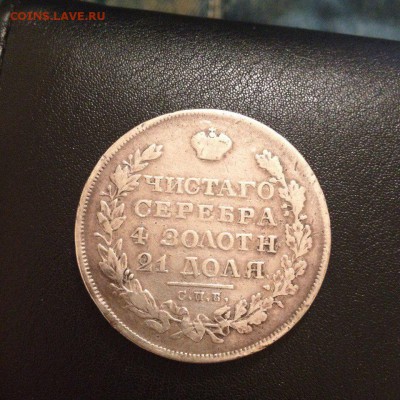 COINS.LAVE.RU
ЧИСТАГО
СЕРЕБРА
4 ЗОЛОТН
21 ДОЛЯ
С.П.Б.